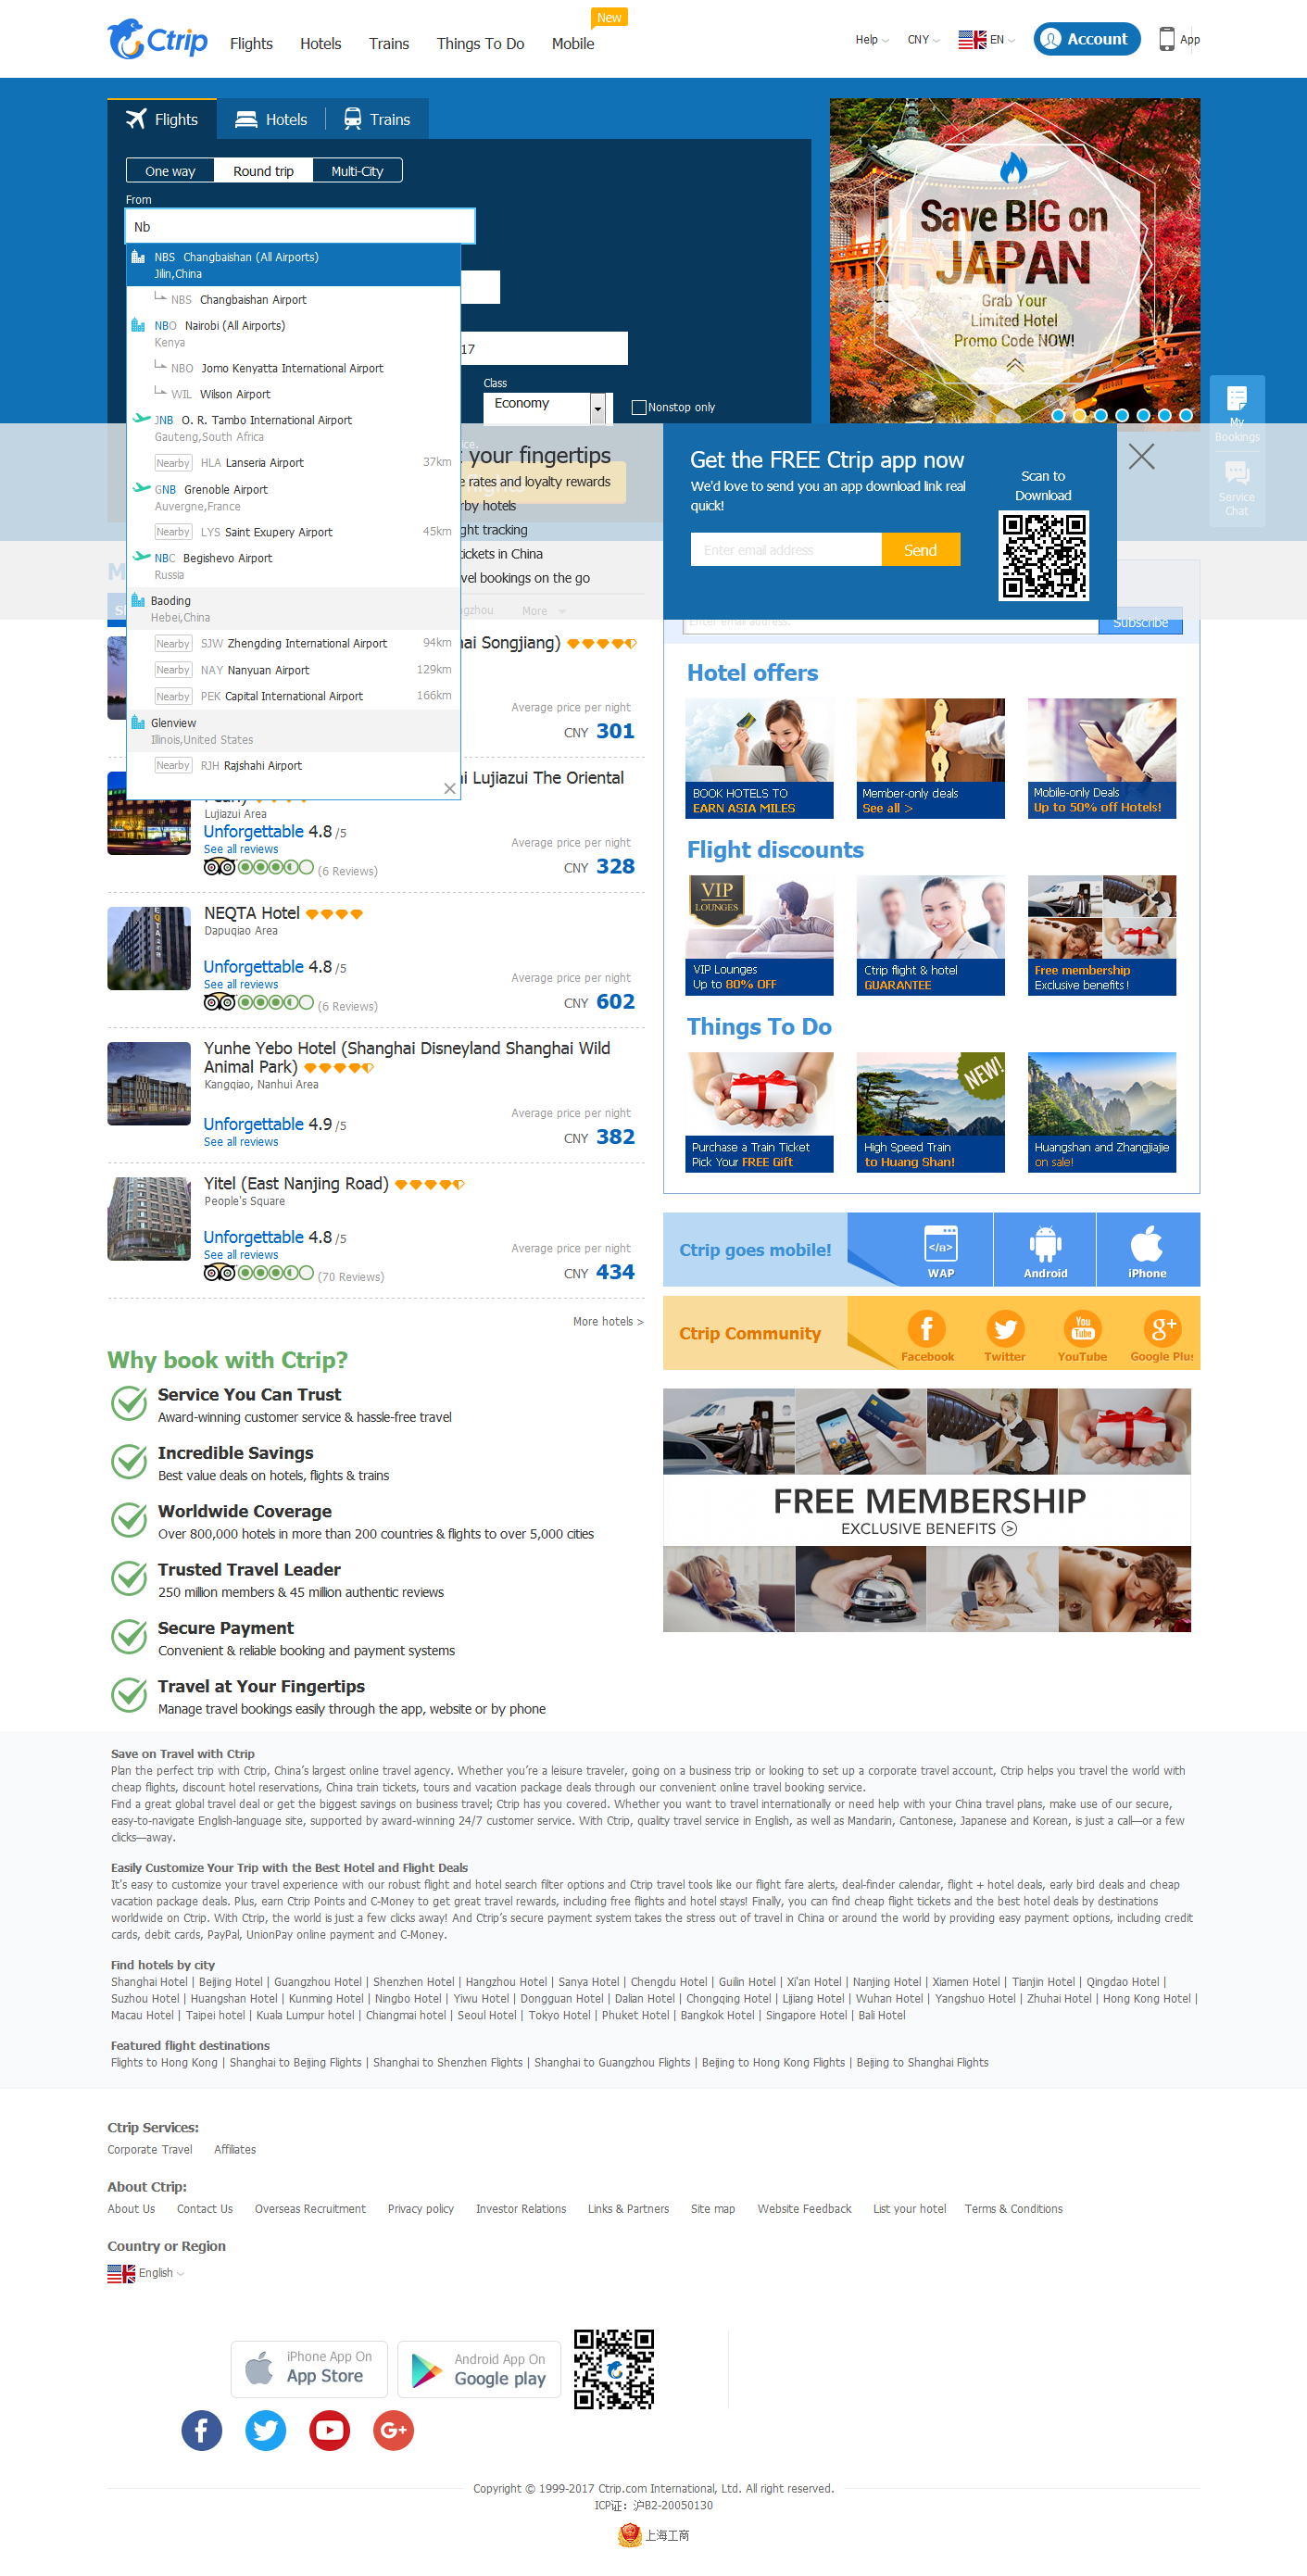 Ctrip
Flights
Hotels
Trains
Things To Do
Mobile
New
Help
CNY
EN
Account
App
Flights
Hotels
Trains
One way
Round trip
Multi-City
From
Nb
NBS Changbaishan (All Airports)
Jilin,China
NBS Changbaishan Airport
NBO Nairobi (All Airports)
Kenya
NBO Jomo Kenyatta International Airport
WIL Wilson Airport
JNB O. R. Tambo International Airport
Gauteng,South Africa
Nearby HLA Lanseria Airport 37km
GNB Grenoble Airport
Auvergne,France
Nearby LYS Saint Exupery Airport 45km
NBC Begishevo Airport
Russia
Baoding
Hebei,China
Nearby SJW Zhengding International Airport 94km
Nearby NAY Nanyuan Airport 129km
Nearby PEK Capital International Airport 166km
Glenview
Illinois,United States
Nearby RJH Rajshahi Airport
17
Class
Economy
Nonstop only
Save BIG on
JAPAN
Grab Your
Limited Hotel
Promo Code NOW!
My
Bookings
Service
Chat
your fingertips
rates and loyalty rewards
hotels
tracking
tickets in China
bookings on the go
Get the FREE Ctrip app now
We'd love to send you an app download link real
quick!
Enter email address
Send
Scan to
Download
More
Enter email address.
Subscribe
Songjiang)
Average price per night
CNY 301
Lujiazui The Oriental
Lujiazui Area
Unforgettable 4.8 /5
See all reviews
(6 Reviews)
Average price per night
CNY 328
NEQTA Hotel
Dapuqiao Area
Unforgettable 4.8 /5
See all reviews
(6 Reviews)
Average price per night
CNY 602
Yunhe Yebo Hotel (Shanghai Disneyland Shanghai Wild
Animal Park)
Kangqiao, Nanhui Area
Unforgettable 4.9 /5
See all reviews
Average price per night
CNY 382
Yitel (East Nanjing Road)
People's Square
Unforgettable 4.8 /5
See all reviews
(70 Reviews)
Average price per night
CNY 434
More hotels >
Hotel offers
BOOK HOTELS TO
EARN ASIA MILES
Member-only deals
See all >
Mobile-only Deals
Up to 50% off Hotels!
Flight discounts
VIP
LOUNGES
VIP Lounges
Up to 80% OFF
Ctrip flight & hotel
GUARANTEE
Free membership
Exclusive benefits !
Things To Do
Purchase a Train Ticket
Pick Your FREE Gift
NEW!
High Speed Train
to Huang Shan!
Huangshan and Zhangjiajie
on sale!
Ctrip goes mobile!
WAP
Android
iPhone
Ctrip Community
Facebook
Twitter
YouTube
Google Plus
FREE MEMBERSHIP
EXCLUSIVE BENEFITS
Why book with Ctrip?
Service You Can Trust
Award-winning customer service & hassle-free travel
Incredible Savings
Best value deals on hotels, flights & trains
Worldwide Coverage
Over 800,000 hotels in more than 200 countries & flights to over 5,000 cities
Trusted Travel Leader
250 million members & 45 million authentic reviews
Secure Payment
Convenient & reliable booking and payment systems
Travel at Your Fingertips
Manage travel bookings easily through the app, website or by phone
Save on Travel with Ctrip
Plan the perfect trip with Ctrip, China's largest online travel agency. Whether you're a leisure traveler, going on a business trip or looking to set up a corporate travel account, Ctrip helps you travel the world with
cheap flights, discount hotel reservations, China train tickets, tours and vacation package deals through our convenient online travel booking service.
Find a great global travel deal or get the biggest savings on business travel; Ctrip has you covered. Whether you want to travel internationally or need help with your China travel plans, make use of our secure,
easy-to-navigate English-language site, supported by award-winning 24/7 customer service. With Ctrip, quality travel service in English, as well as Mandarin, Cantonese, Japanese and Korean, is just a call—or a few
clicks—away.
Easily Customize Your Trip with the Best Hotel and Flight Deals
It's easy to customize your travel experience with our robust flight and hotel search filter options and Ctrip travel tools like our flight fare alerts, deal-finder calendar, flight + hotel deals, early bird deals and cheap
vacation package deals. Plus, earn Ctrip Points and C-Money to get great travel rewards, including free flights and hotel stays! Finally, you can find cheap flight tickets and the best hotel deals by destinations
worldwide on Ctrip. With Ctrip, the world is just a few clicks away! And Ctrip's secure payment system takes the stress out of travel in China or around the world by providing easy payment options, including credit
cards, debit cards, PayPal, UnionPay online payment and C-Money.
Find hotels by city
Shanghai Hotel | Beijing Hotel | Guangzhou Hotel | Shenzhen Hotel | Hangzhou Hotel | Sanya Hotel | Chengdu Hotel | Guilin Hotel | Xi'an Hotel | Nanjing Hotel | Xiamen Hotel | Tianjin Hotel | Qingdao Hotel |
Suzhou Hotel | Huangshan Hotel | Kunming Hotel | Ningbo Hotel | Yiwu Hotel | Dongguan Hotel | Dalian Hotel | Chongqing Hotel | Lijiang Hotel | Wuhan Hotel | Yangshuo Hotel | Zhuhai Hotel | Hong Kong Hotel |
Macau Hotel | Taipei hotel | Kuala Lumpur hotel | Chiangmai hotel | Seoul Hotel | Tokyo Hotel | Phuket Hotel | Bangkok Hotel | Singapore Hotel | Bali Hotel
Featured flight destinations
Flights to Hong Kong | Shanghai to Beijing Flights | Shanghai to Shenzhen Flights | Shanghai to Guangzhou Flights | Beijing to Hong Kong Flights | Beijing to Shanghai Flights
Ctrip Services:
Corporate Travel
Affiliates
About Ctrip:
About Us
Contact Us
Overseas Recruitment
Privacy policy
Investor Relations
Links & Partners
Site map
Website Feedback
List your hotel
Terms & Conditions
Country or Region
English
iPhone App On
App Store
Android App On
Google play
Copyright © 1999-2017 Ctrip.com International, Ltd. All right reserved.
ICP证：沪B2-20050130
上海工商